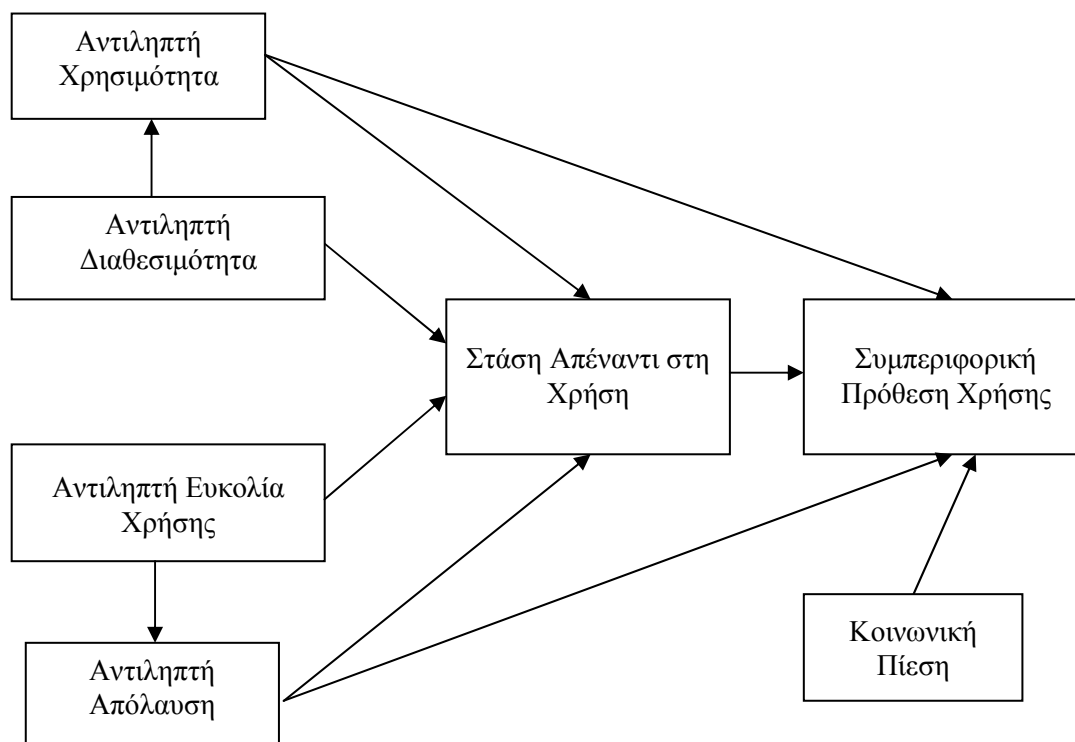 Αντιληπτή
Χρησιμότητα
Αντιληπτή
Διαθεσιμότητα
Στάση Απέναντι στη
Χρήση
Συμπεριφορική
Πρόθεση Χρήσης
Αντιληπτή Ευκολία
Χρήσης
Αντιληπτή
Απόλαυση
Κοινωνική
Πίεση